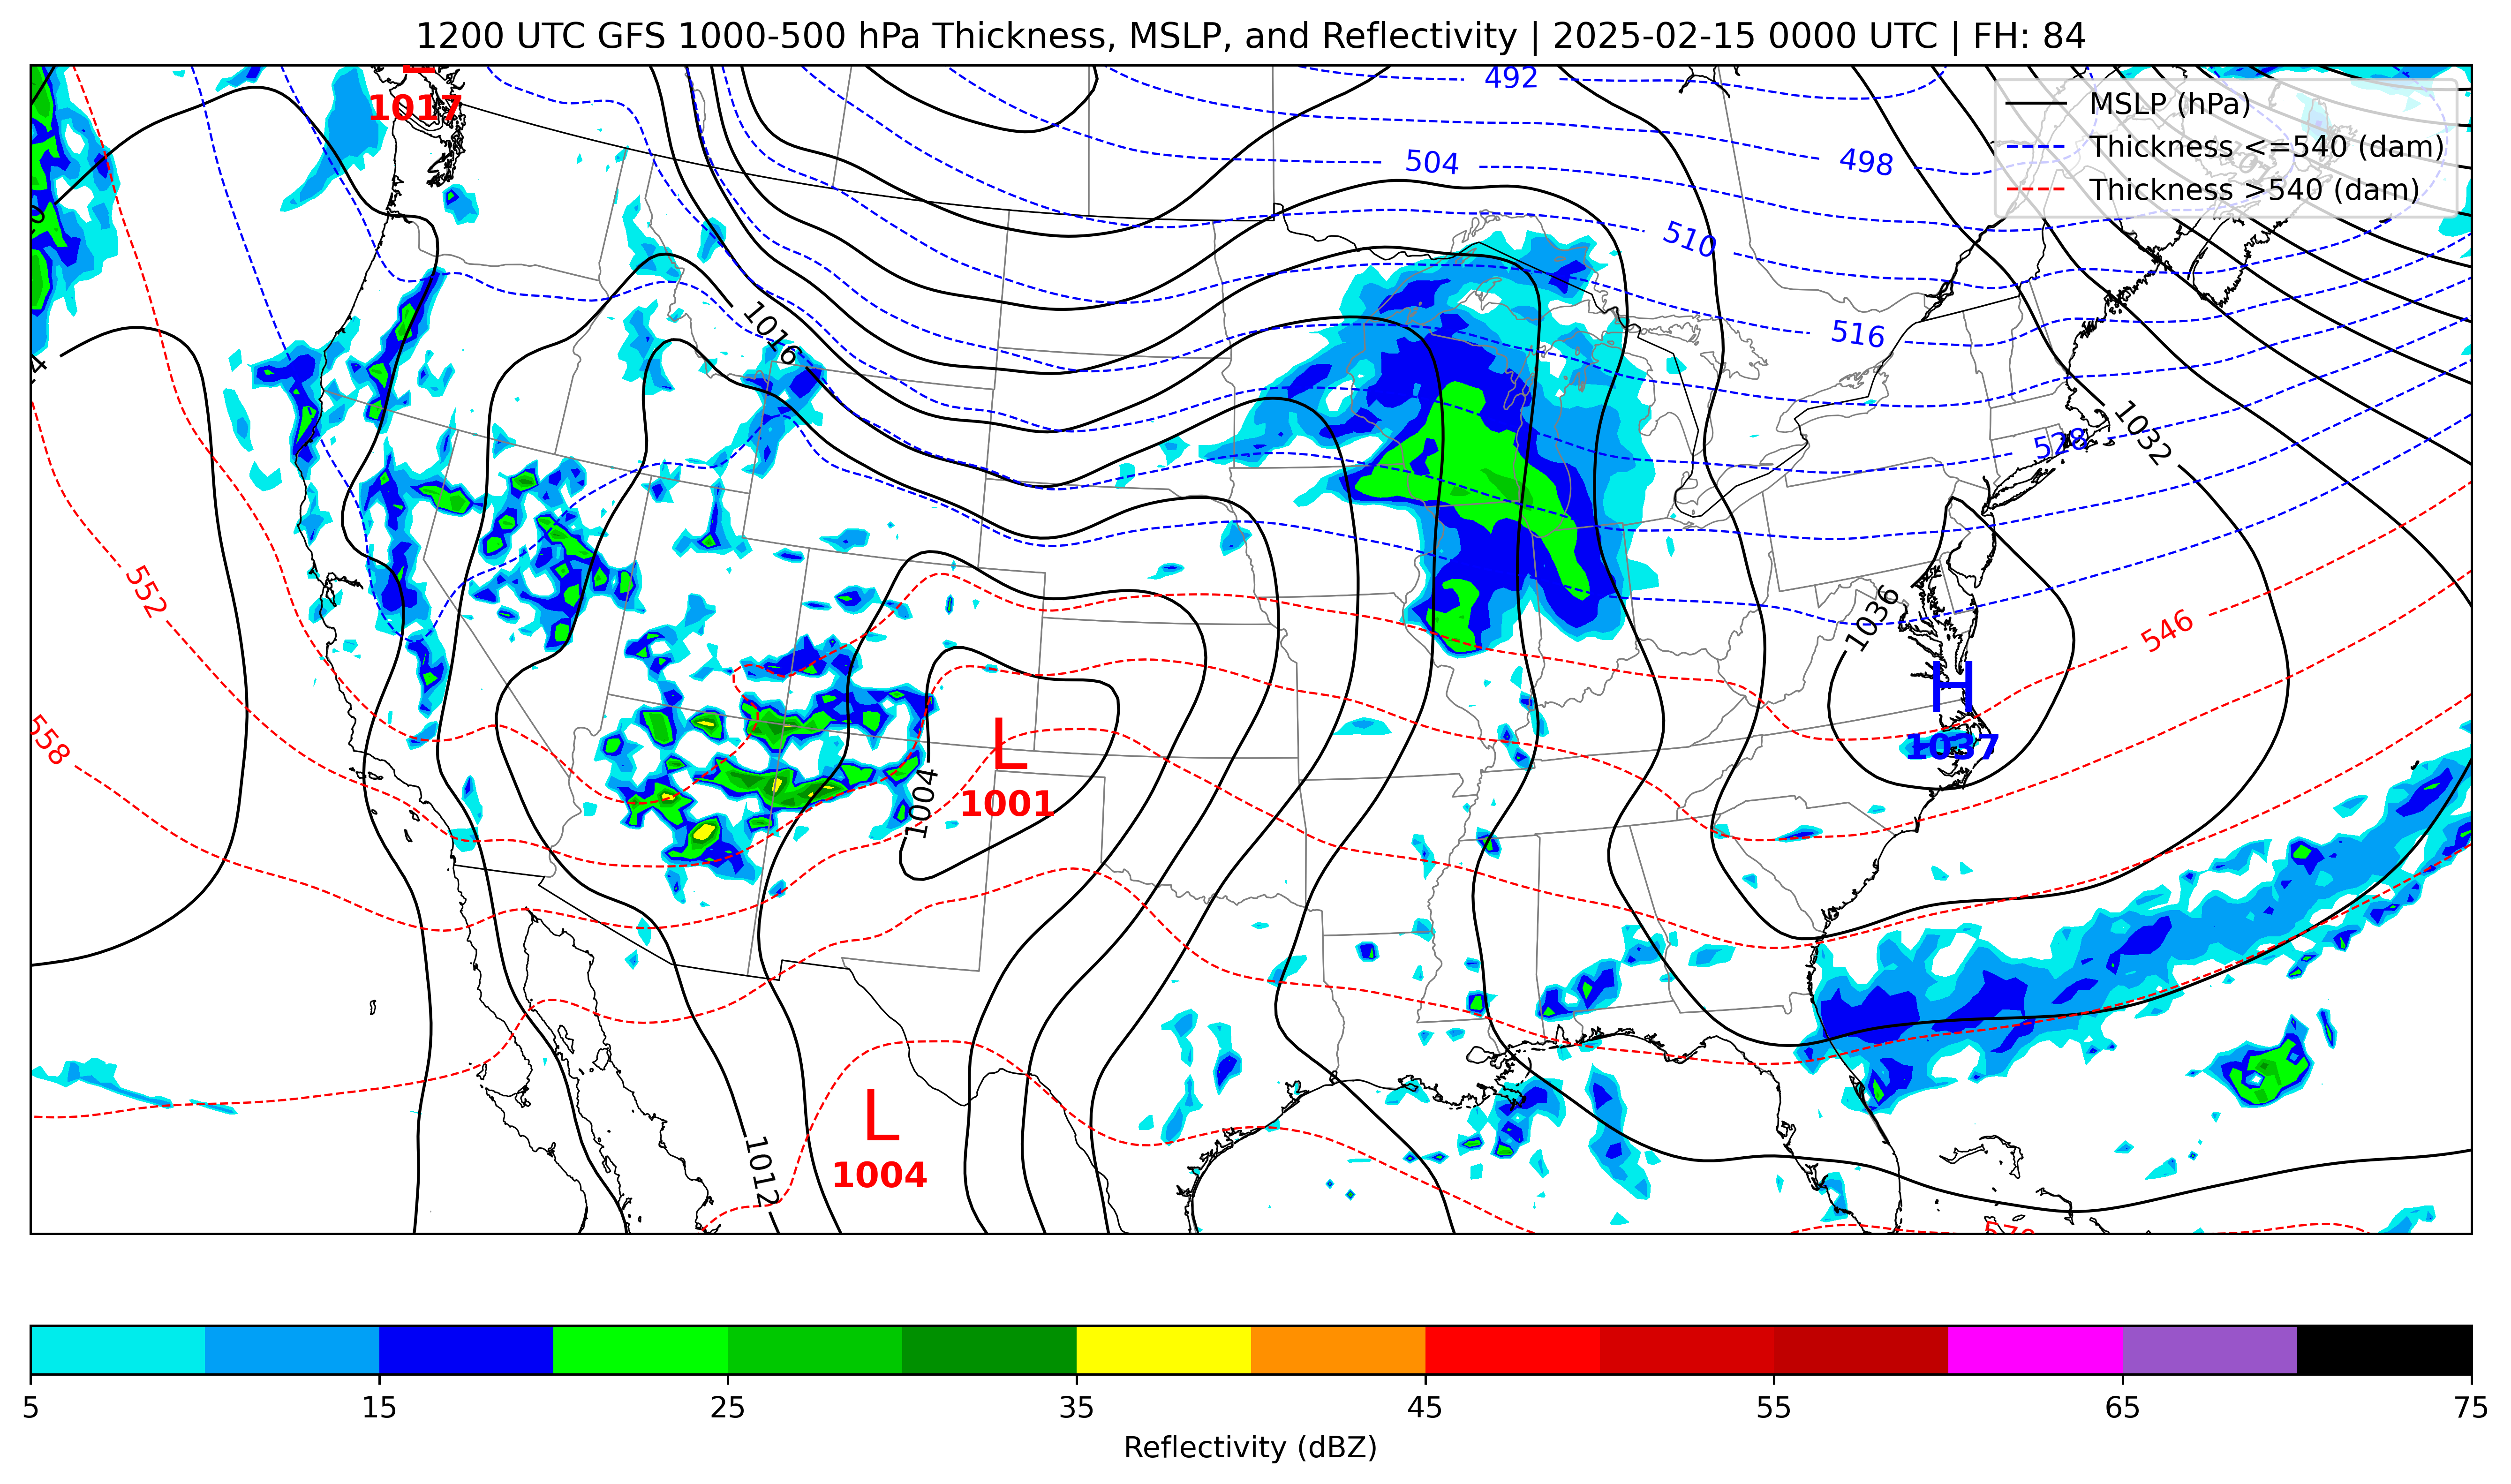 1200 UTC GFS 1000-500 hPa Thickness, MSLP, and Reflectivity | 2025-02-15 0000 UTC | FH: 84
492
L
1017
MSLP (hPa)
Thickness <=540 (dam)
Thickness >540 (dam)
504
498
510
516
1016
1032
528
552
1036
546
H
1037
558
L
1001
1004
L
1004
1012
5 15 25 35 45 55 65 75
Reflectivity (dBZ)